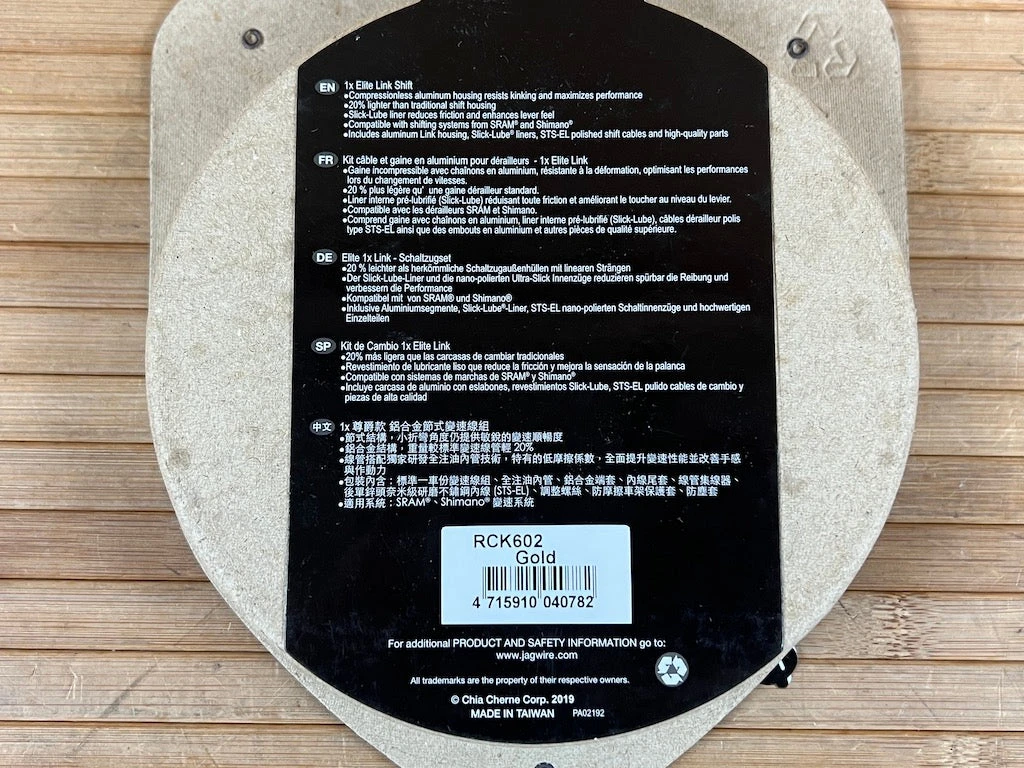 EN 1x Elite Link Shift
•Compressionless aluminum housing resists kinking and maximizes performance
•20% lighter than traditional shift housing
•Slick-Lube liner reduces friction and enhances lever feel
•Compatible with shifting systems from SRAM® and Shimano®
•Includes aluminum Link housing, Slick-Lube® liners, STS-EL polished shift cables and high-quality parts
FR Kit câble et gaine en aluminium pour dérailleurs - 1x Elite Link
•Gaine incompressible avec chaînons en aluminium, résistante à la déformation, optimisant les performances
lors du changement de vitesses.
•20 % plus légère qu' une gaine dérailleur standard.
•Liner interne pré-lubrifié (Slick-Lube) réduisant toute friction et améliorant le toucher au niveau du levier.
•Compatible avec les dérailleurs SRAM et Shimano.
•Comprend gaine avec chaînons en aluminium, liner interne pré-lubrifié (Slick-Lube), câbles dérailleur polis
type STS-EL ainsi que des embouts en aluminium et autres pièces de qualité supérieure.
DE Elite 1x Link - Schaltzugset
•20 % leichter als herkömmliche Schaltzugaußenhüllen mit linearen Strängen
•Der Slick-Lube-Liner und die nano-polierten Ultra-Slick Innenzüge reduzieren spürbar die Reibung und
verbessern die Performance
•Kompatibel mit von SRAM® und Shimano®
•Inklusive Aluminiumsegmente, Slick-Lube®-Liner, STS-EL nano-polierten Schaltinnenzüge und hochwertigen
Einzelteilen
SP Kit de Cambio 1x Elite Link
•20% más ligera que las carcasas de cambiar tradicionales
•Revestimiento de lubricante liso que reduce la fricción y mejora la sensación de la palanca
•Compatible con sistemas de marchas de SRAM® y Shimano®
•Incluye carcasa de aluminio con eslabones, revestimientos Slick-Lube, STS-EL pulido cables de cambio y
piezas de alta calidad
中文 1x 尊爵款 鋁合金節式變速線組
•節式結構，小折彎角度仍提供敏銳的變速順暢度
•鋁合金結構，重量較標準變速線管輕 20%
•線管搭配獨家研發全注油內管技術，特有的低摩擦係數，全面提升變速性能並改善手感
與作動力
•包裝內含：標準一車份變速線組、全注油內管、鋁合金端套、內線尾套、線管集線器、
後單鋅頭奈米級研磨不鏽鋼內線 (STS-EL)、調整螺絲、防摩擦車架保護套、防塵套
•適用系統：SRAM®、Shimano® 變速系統
RCK602
Gold
4 715910 040782
For additional PRODUCT AND SAFETY INFORMATION go to:
www.jagwire.com
All trademarks are the property of their respective owners.
© Chia Cherne Corp. 2019
MADE IN TAIWAN PA02192